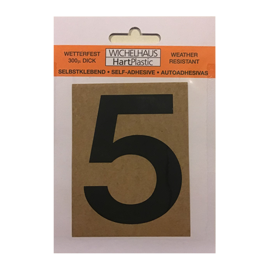 WETTERFEST
300µ DICK
WICHELHAUS
HartPlastic
WEATHER
RESISTANT
SELBSTKLEBEND • SELF-ADHESIVE • AUTOADHESIVAS
5